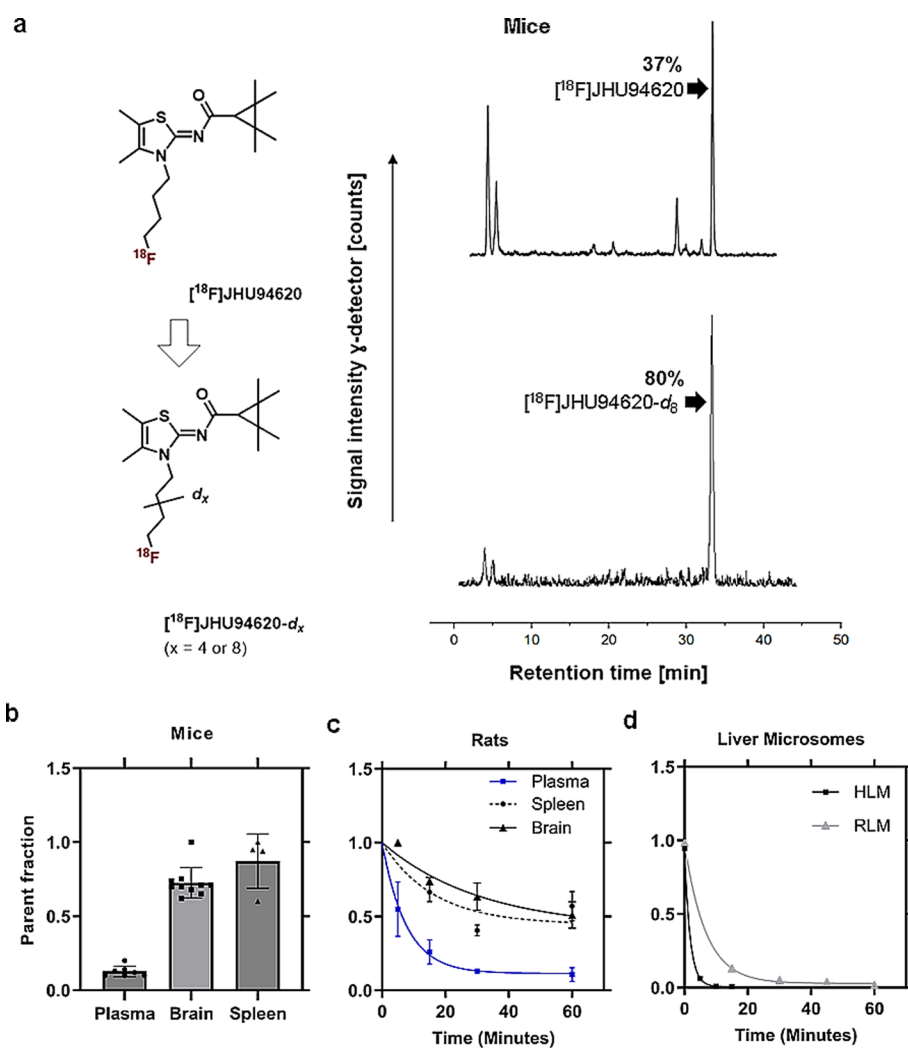 a
Mice
37%
[¹⁸F]JHU94620
S
O
N
N
¹⁸F
[¹⁸F]JHU94620
Signal intensity ɣ-detector [counts]
80%
[¹⁸F]JHU94620-d₈
S
O
N
N
dₓ
¹⁸F
[¹⁸F]JHU94620-dₓ
(x = 4 or 8)
0 10 20 30 40 50
Retention time [min]
b
Mice
Parent fraction
1.5
1.0
0.5
0.0
Plasma Brain Spleen
c
Rats
1.5
1.0
0.5
0.0
Plasma
Spleen
Brain
0 20 40 60
Time (Minutes)
d
Liver Microsomes
1.5
1.0
0.5
0.0
HLM
RLM
0 20 40 60
Time (Minutes)